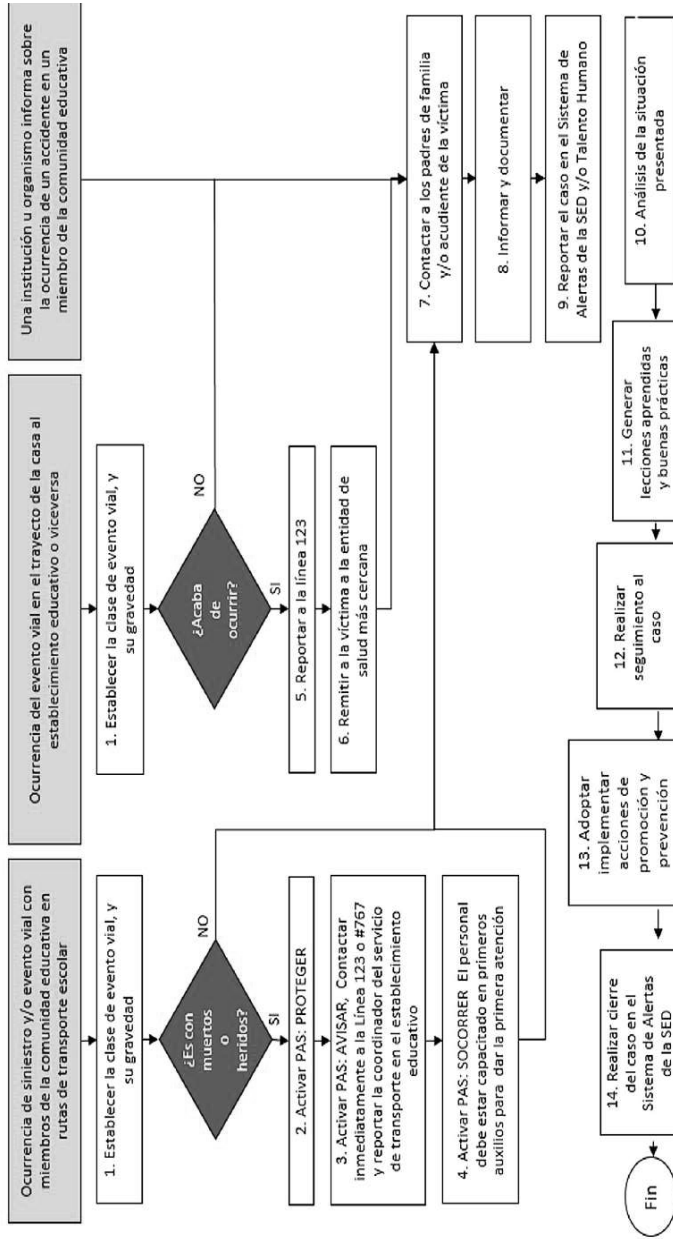 Ocurrencia de siniestro y/o evento vial con
miembros de la comunidad educativa en
rutas de transporte escolar
1. Establecer la clase de evento vial, y
su gravedad
¿Es con
muertos
o
heridos?
NO
SI
2. Activar PAS: PROTEGER
3. Activar PAS: AVISAR, Contactar
inmediatamente a la Línea 123 o #767
y reportar la coordinador del servicio
de transporte en el establecimiento
educativo
4. Activar PAS: SOCORRER El personal
debe estar capacitado en primeros
auxilios para dar la primera atención
Ocurrencia del evento vial en el trayecto de la casa al
establecimiento educativo o viceversa
1. Establecer la clase de evento vial, y
su gravedad
¿Acaba
de
ocurrir?
NO
SI
5. Reportar a la línea 123
6. Remitir a la víctima a la entidad de
salud más cercana
Una institución u organismo informa sobre
la ocurrencia de un accidente en un
miembro de la comunidad educativa
7. Contactar a los padres de familia
y/o acudiente de la víctima
8. Informar y documentar
9. Reportar el caso en el Sistema de
Alertas de la SED y/o Talento Humano
10. Análisis de la situación
presentada
11. Generar
lecciones aprendidas
y buenas prácticas
12. Realizar
seguimiento al
caso
13. Adoptar
implementar
acciones de
promoción y
prevención
14. Realizar cierre
del caso en el
Sistema de Alertas
de la SED
Fin